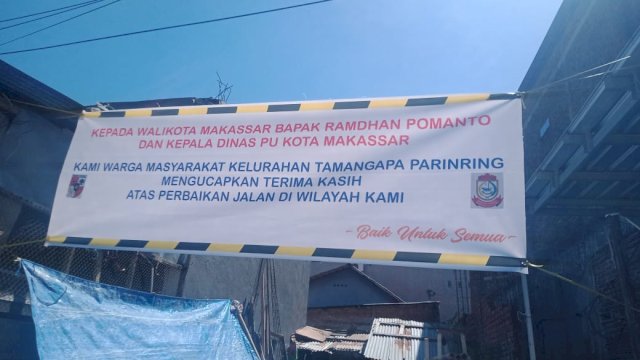 KEPADA WALIKOTA MAKASSAR BAPAK RAMDHAN POMANTO
DAN KEPALA DINAS PU KOTA MAKASSAR
KAMI WARGA MASYARAKAT KELURAHAN TAMANGAPA PARINRING
MENGUCAPKAN TERIMA KASIH
ATAS PERBAIKAN JALAN DI WILAYAH KAMI
- Baik Untuk Semua -